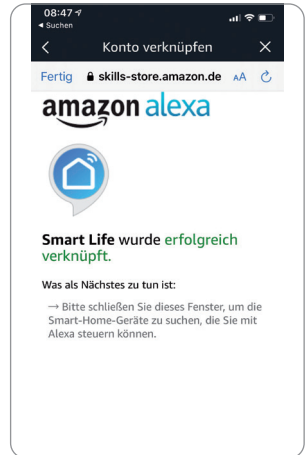 08:47
Suchen
Konto verknüpfen
Fertig skills-store.amazon.de AA
amazon alexa
Smart Life wurde erfolgreich
verknüpft.
Was als Nächstes zu tun ist:
→ Bitte schließen Sie dieses Fenster, um die
Smart-Home-Geräte zu suchen, die Sie mit
Alexa steuern können.